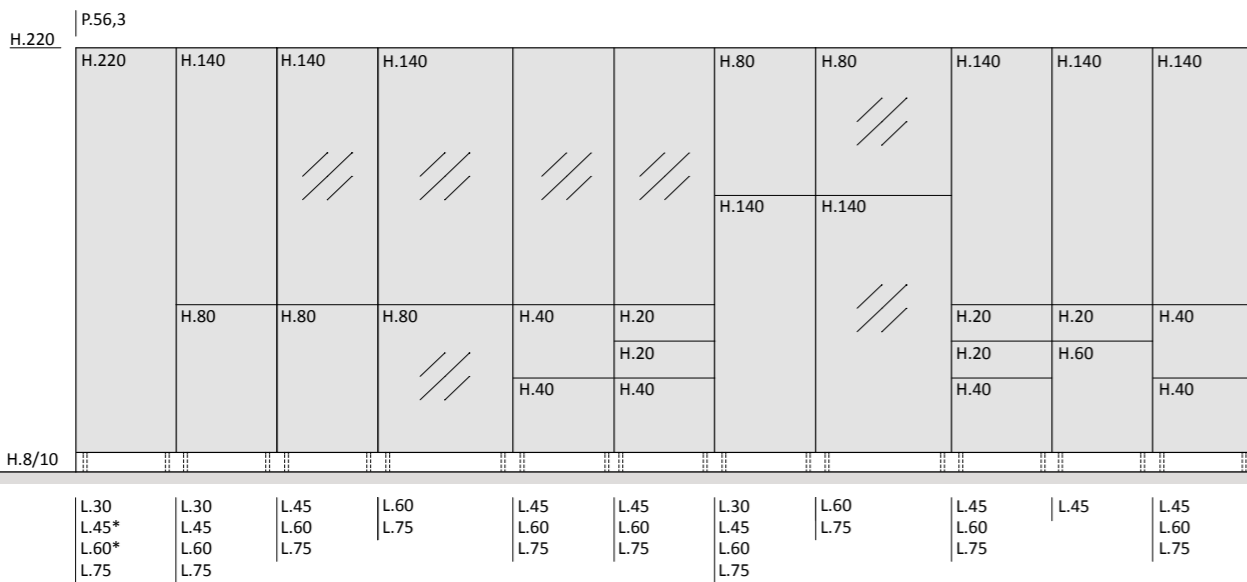 P.56,3
H.220
H.220 H.140 H.140 H.140 H.80 H.80 H.140 H.140 H.140
H.140 H.140
H.80 H.80 H.80 H.40 H.20 H.20 H.20 H.40
H.20 H.20 H.60
H.40 H.40 H.40 H.40
H.8/10
L.30 L.30 L.45 L.60 L.45 L.45 L.30 L.60 L.45 L.45 L.45
L.45* L.45 L.60 L.75 L.60 L.60 L.45 L.75 L.60 L.60
L.60* L.60 L.75 L.75 L.75 L.60 L.75 L.75
L.75 L.75 L.75